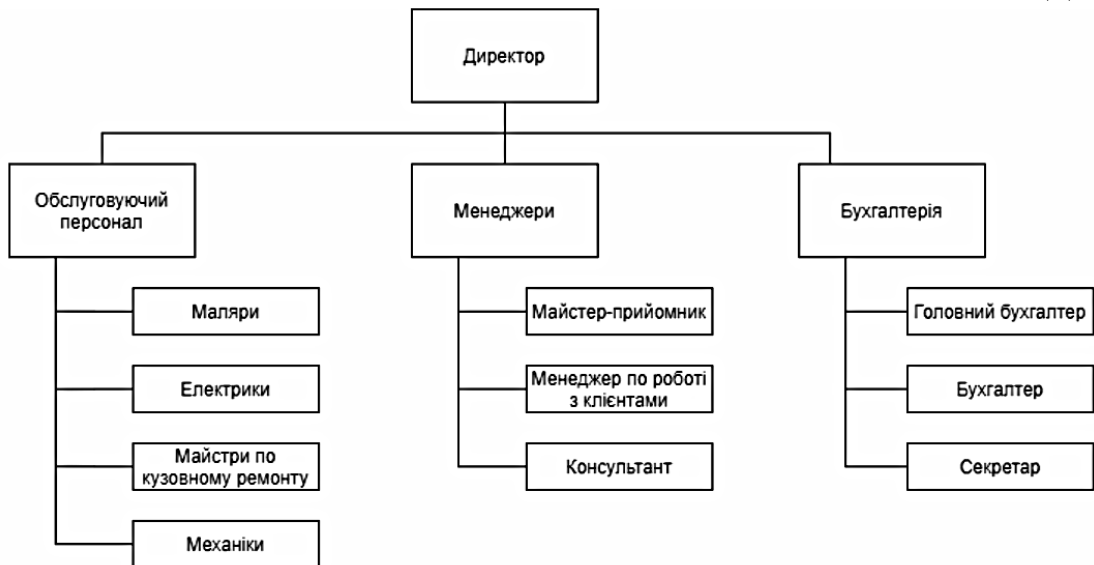 Директор
Обслуговуючий
персонал
Менеджери
Бухгалтерія
Маляри
Електрики
Майстри по
кузовному ремонту
Механіки
Майстер-прийомник
Менеджер по роботі
з клієнтами
Консультант
Головний бухгалтер
Бухгалтер
Секретар